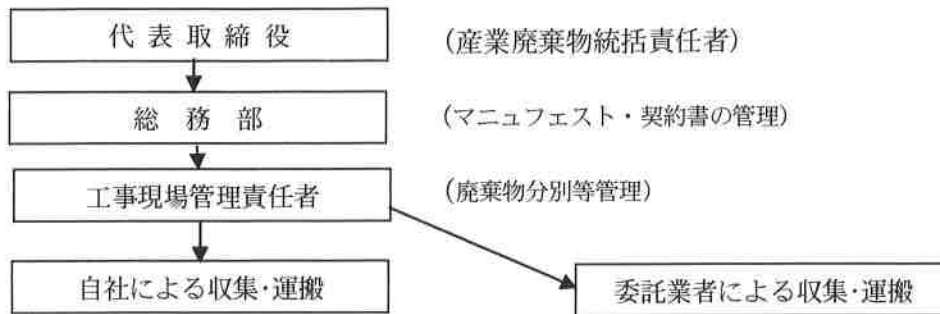 代表取締役 (産業廃棄物統括責任者)
総務部 (マニュフェスト・契約書の管理)
工事現場管理責任者 (廃棄物分別等管理)
自社による収集・運搬 委託業者による収集・運搬